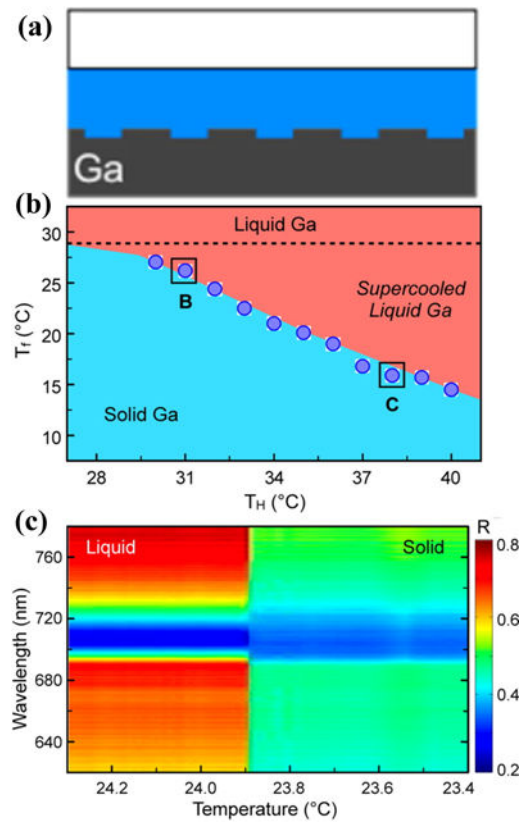 (a)
Ga
(b)
Liquid Ga
Supercooled
Liquid Ga
B
C
Solid Ga
30
25
20
15
10
T_f (°C)
28 31 34 37 40
T_H (°C)
(c)
R
Liquid Solid
760
720
680
640
Wavelength (nm)
0.8
0.6
0.4
0.2
24.2 24.0 23.8 23.6 23.4
Temperature (°C)